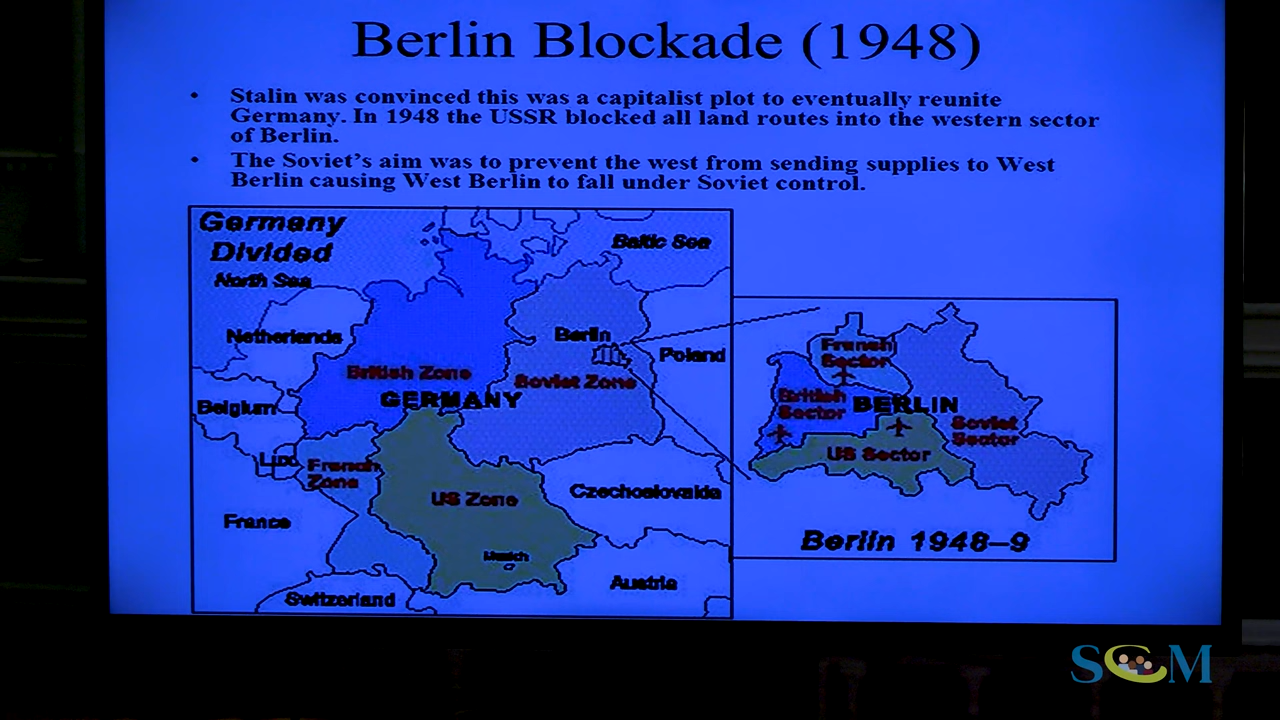 Berlin Blockade (1948)
• Stalin was convinced this was a capitalist plot to eventually reunite
Germany. In 1948 the USSR blocked all land routes into the western sector
of Berlin.
• The Soviet's aim was to prevent the west from sending supplies to West
Berlin causing West Berlin to fall under Soviet control.
Germany
Divided
North Sea
Baltic Sea
Netherlands
Berlin
Poland
British Zone
Soviet Zone
GERMANY
Belgium
Lux
French
Zone
US Zone
Czechoslovakia
France
Munich
Austria
Switzerland
French
Sector
British
Sector
BERLIN
Soviet
Sector
US Sector
Berlin 1948–9
SCM